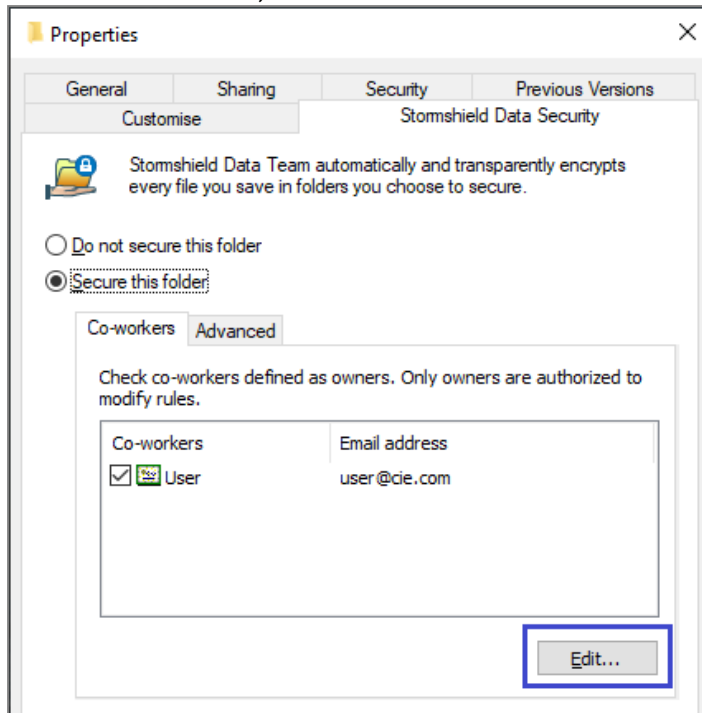 Properties
General Sharing Security Previous Versions
Customise Stormshield Data Security
Stormshield Data Team automatically and transparently encrypts
every file you save in folders you choose to secure.
Do not secure this folder
Secure this folder
Co-workers Advanced
Check co-workers defined as owners. Only owners are authorized to
modify rules.
Co-workers Email address
User user@cie.com
Edit...